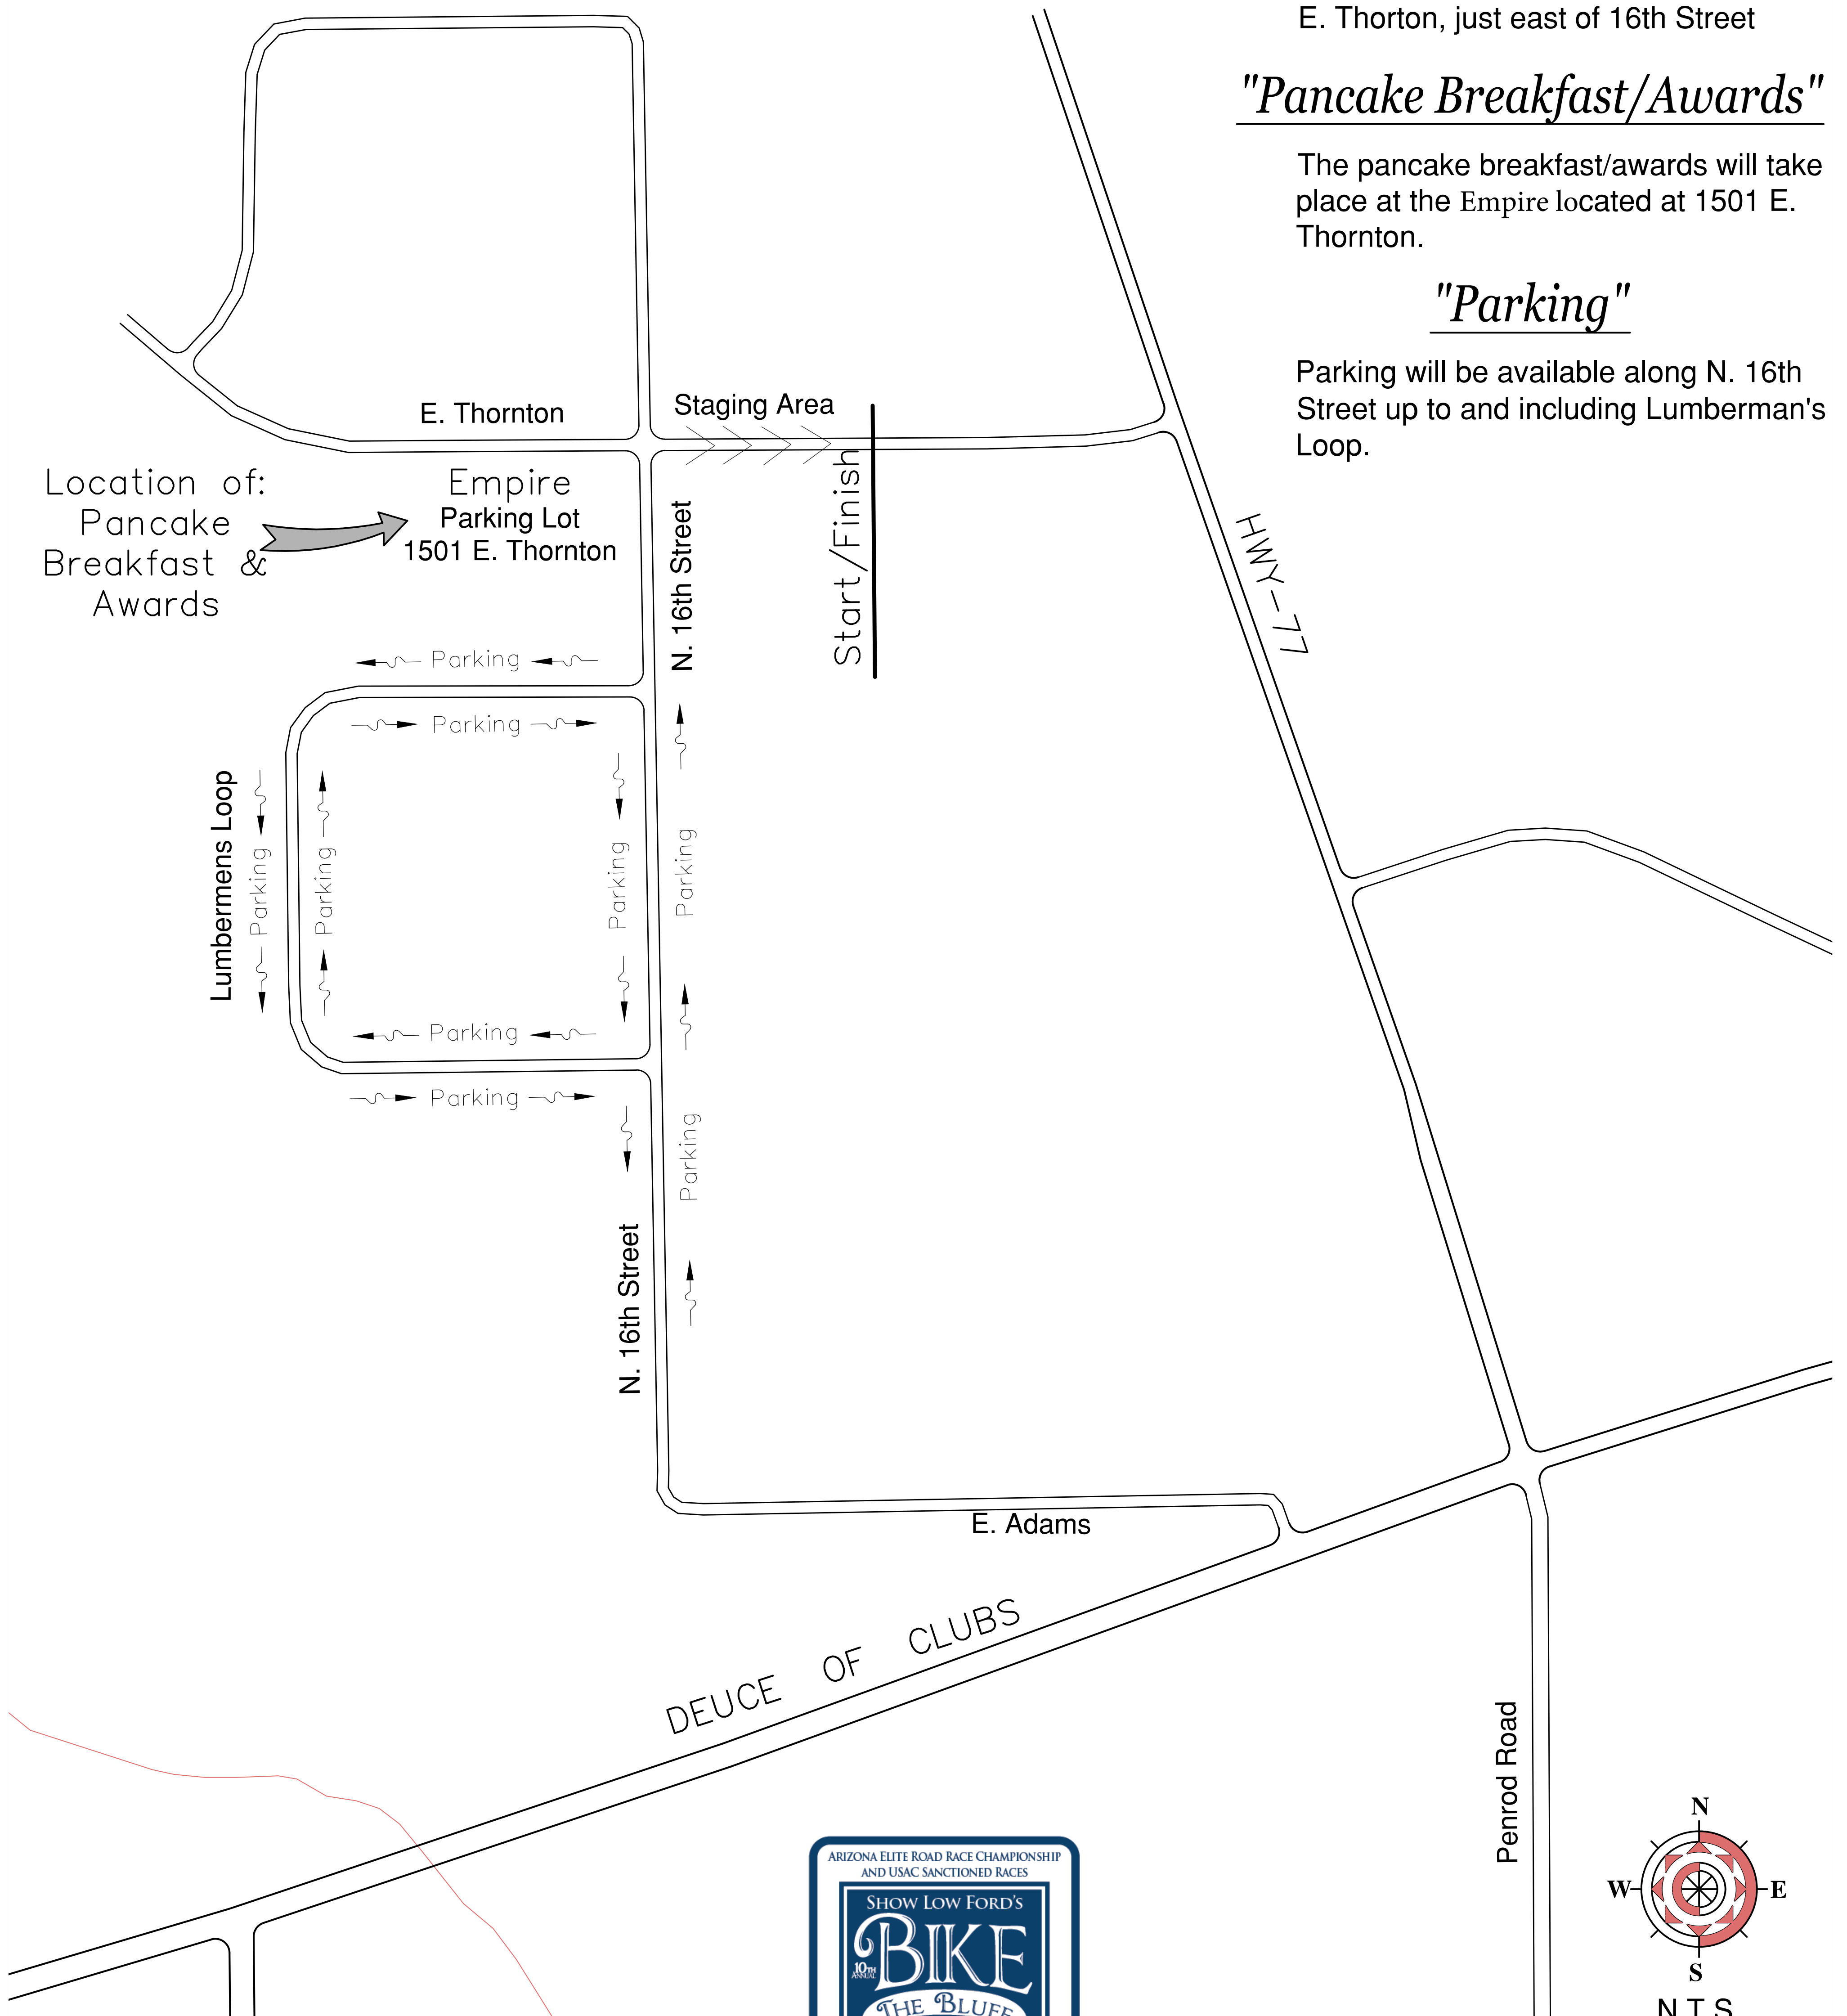 E. Thorton, just east of 16th Street
"Pancake Breakfast/Awards"
The pancake breakfast/awards will take
place at the Empire located at 1501 E.
Thornton.
"Parking"
Parking will be available along N. 16th
Street up to and including Lumberman's
Loop.
E. Thornton
Staging Area
Start/Finish
Location of:
Pancake
Breakfast &
Awards
Empire
Parking Lot
1501 E. Thornton
N. 16th Street
HWY-77
Parking
Parking
Lumbermens Loop
Parking
Parking
Parking
Parking
Parking
Parking
Parking
N. 16th Street
E. Adams
DEUCE OF CLUBS
Penrod Road
ARIZONA ELITE ROAD RACE CHAMPIONSHIP
AND USAC SANCTIONED RACES
SHOW LOW FORD'S
BIKE
10TH
ANNUAL
THE BLUFF
N
W
E
S
N.T.S.